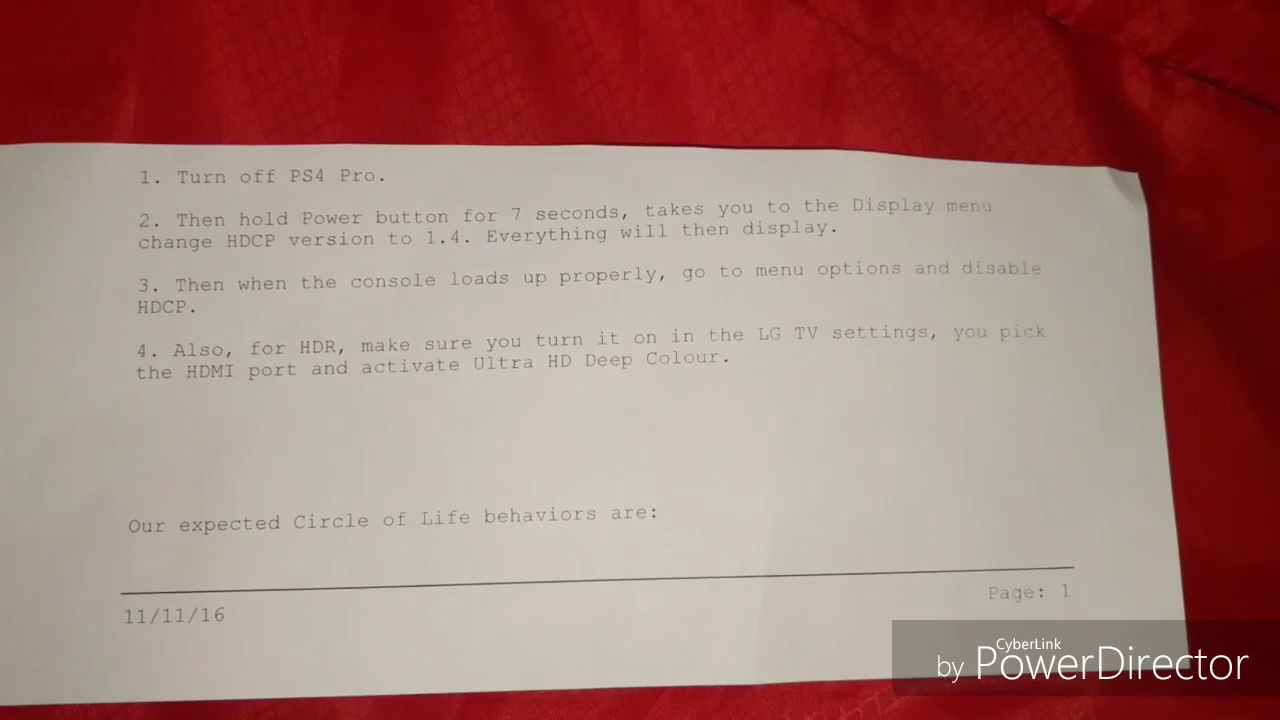 1. Turn off PS4 Pro.
2. Then hold Power button for 7 seconds, takes you to the Display menu
change HDCP version to 1.4. Everything will then display.
3. Then when the console loads up properly, go to menu options and disable
HDCP.
4. Also, for HDR, make sure you turn it on in the LG TV settings, you pick
the HDMI port and activate Ultra HD Deep Colour.
Our expected Circle of Life behaviors are:
11/11/16
Page: 1
CyberLink
by PowerDirector